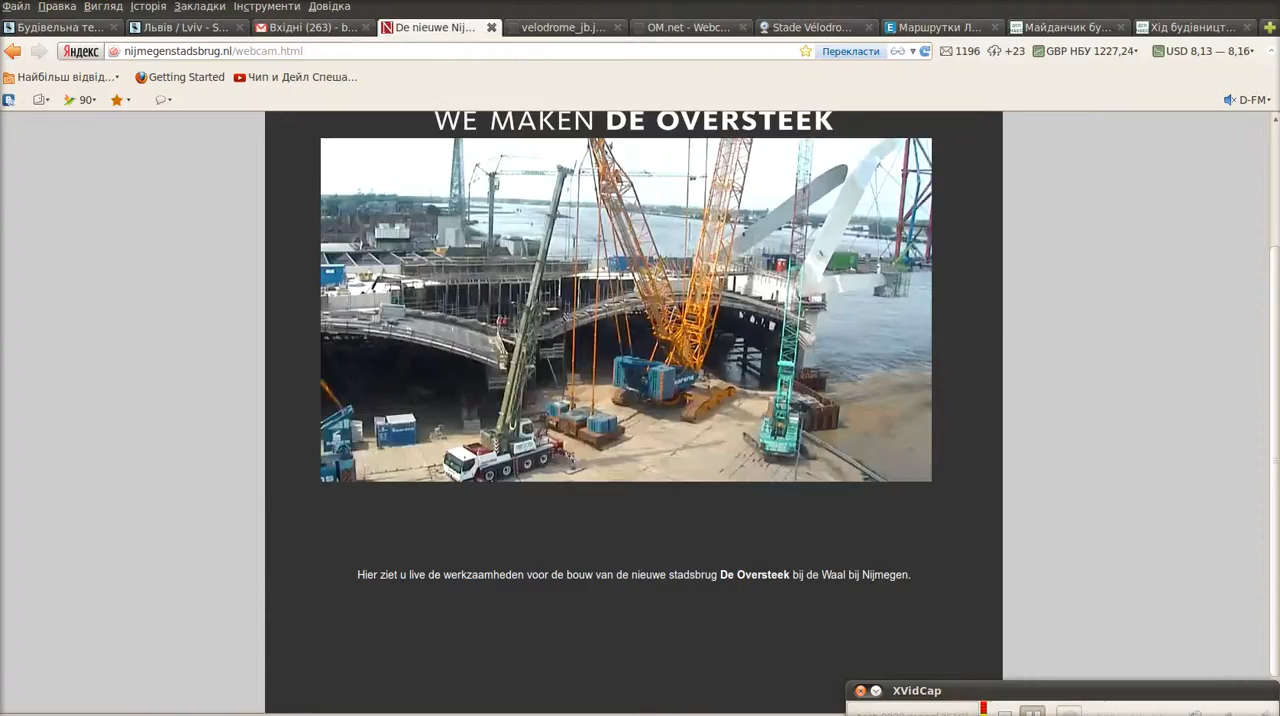 Файл Правка Вигляд Історія Закладки Інструменти Довідка
Будівельна те... Львів / Lviv - S... Вхідні (263) - b... De nieuwe Nij... velodrome_jb.j... OM.net - Webc... Stade Vélodro... Маршрутки Л... Майданчик бу... Хід будівницт...
Яндекс nijmegenstadsbrug.nl/webcam.html Перекласти 1196 +23 GBP НБУ 1227,24 USD 8,13 — 8,16
Найбільш відвід... Getting Started Чип и Дейл Спеша...
90 D-FM
WE MAKEN DE OVERSTEEK
Hier ziet u live de werkzaamheden voor de bouw van de nieuwe stadsbrug De Oversteek bij de Waal bij Nijmegen.
XVidCap